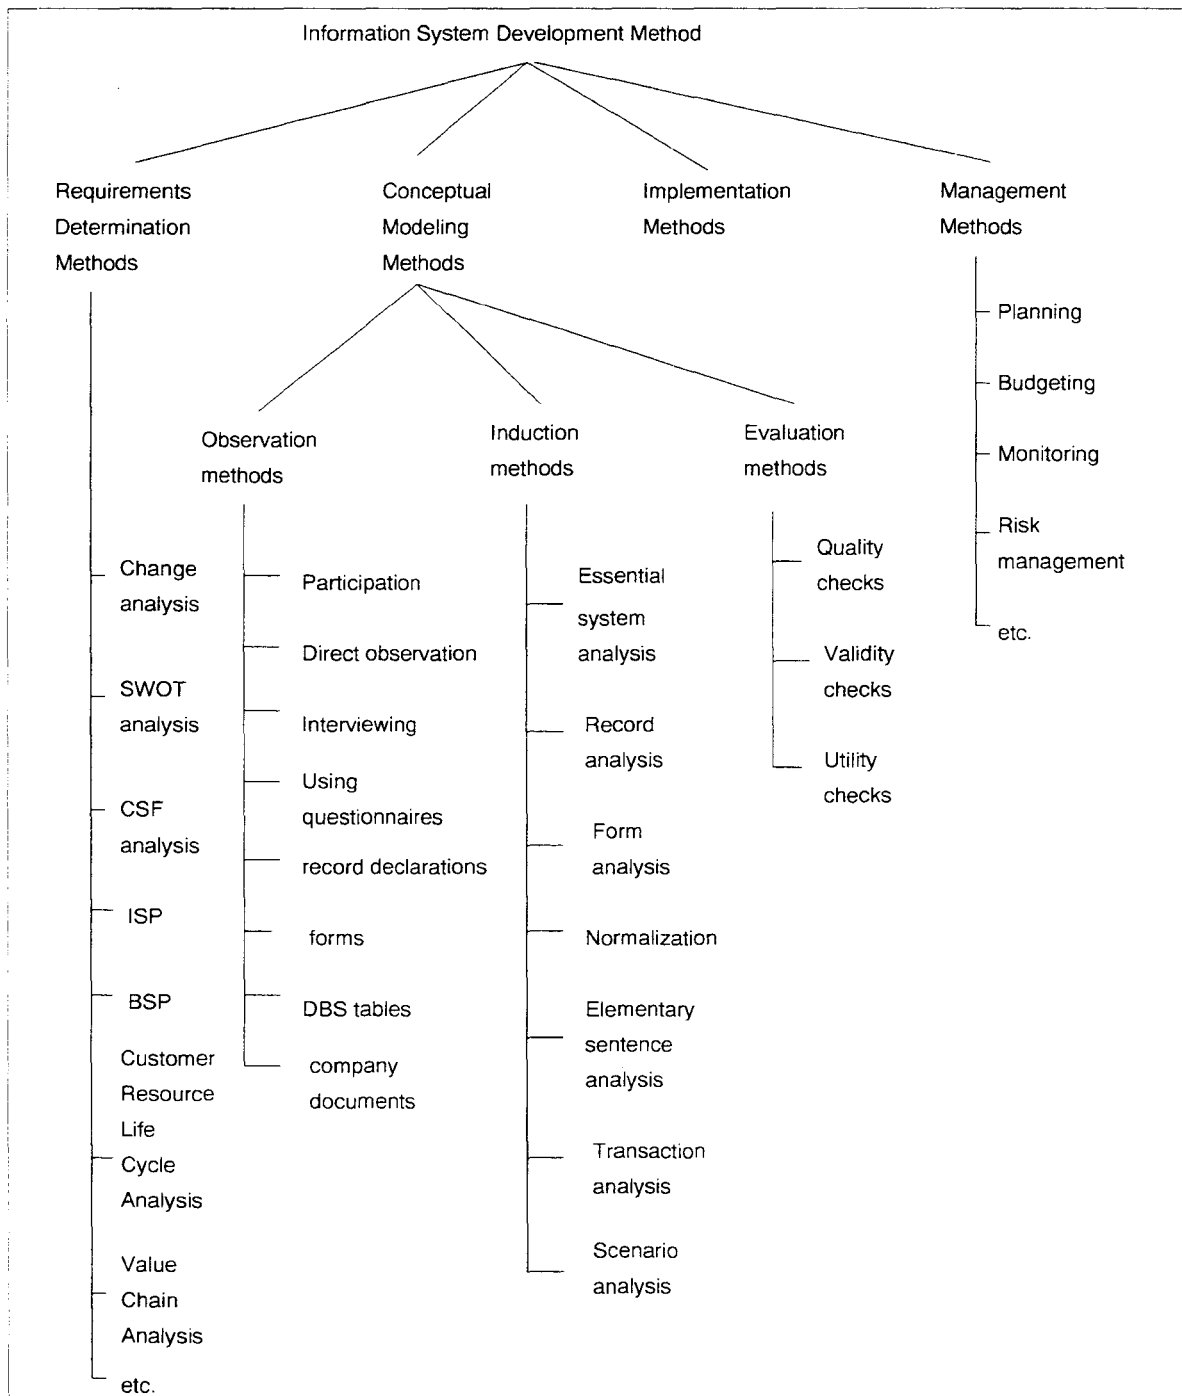 Information System Development Method
Requirements
Determination
Methods
Conceptual
Modeling
Methods
Implementation
Methods
Management
Methods
Planning
Budgeting
Monitoring
Risk
management
etc.
Observation
methods
Induction
methods
Evaluation
methods
Change
analysis
SWOT
analysis
CSF
analysis
ISP
BSP
Customer
Resource
Life
Cycle
Analysis
Value
Chain
Analysis
etc.
Participation
Direct observation
Interviewing
Using
questionnaires
record declarations
forms
DBS tables
company
documents
Essential
system
analysis
Record
analysis
Form
analysis
Normalization
Elementary
sentence
analysis
Transaction
analysis
Scenario
analysis
Quality
checks
Validity
checks
Utility
checks